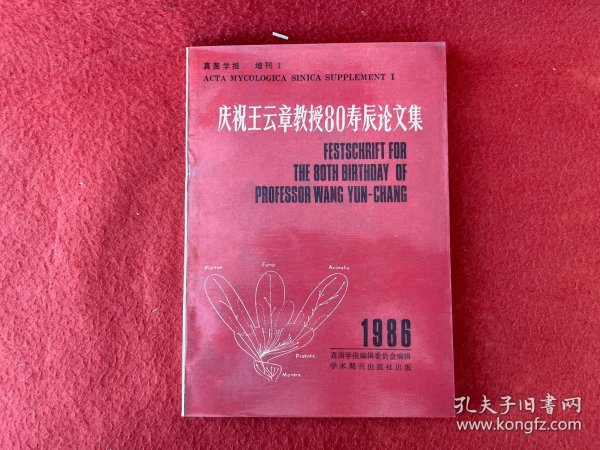 真菌学报 增刊 I
ACTA MYCOLOGICA SINICA SUPPLEMENT I
庆祝王云章教授80寿辰论文集
FESTSCHRIFT FOR
THE 80TH BIRTHDAY OF
PROFESSOR WANG YUN-CHANG
Plantae Fungi Animalia
Protista
Monera
1986
真菌学报编辑委员会编辑
学术期刊出版社出版
孔夫子旧书网
www.kongfz.com